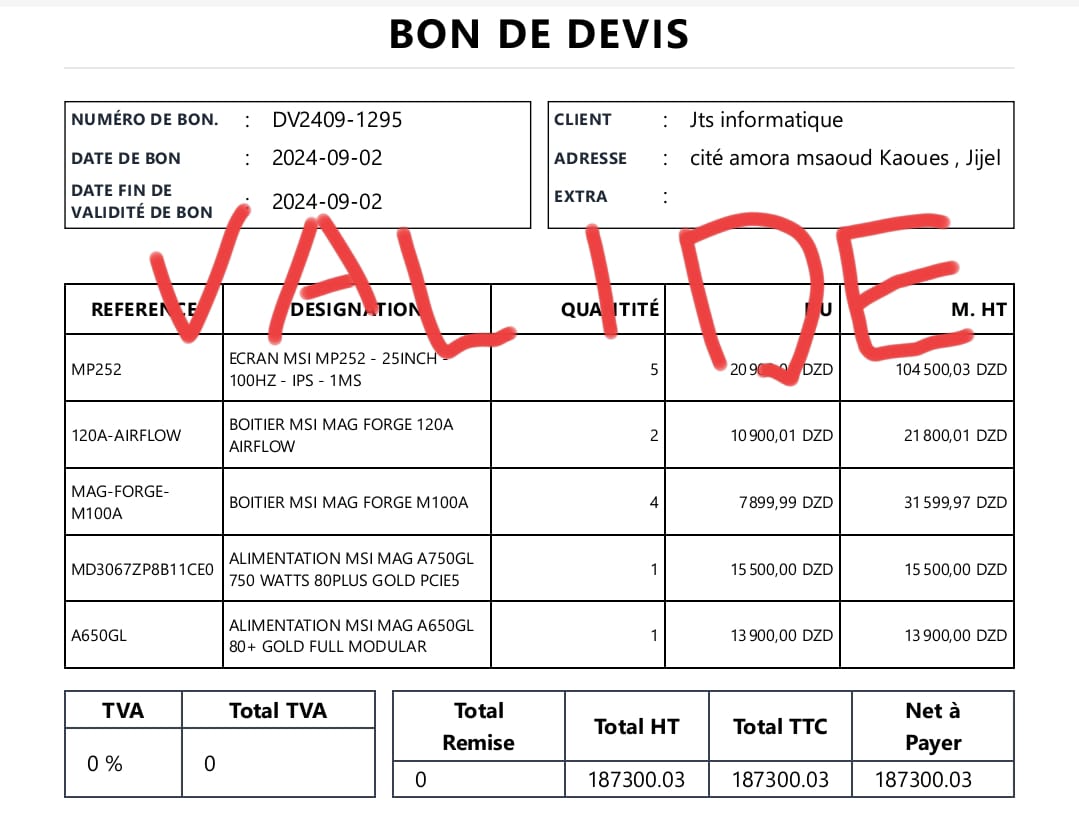 BON DE DEVIS
NUMÉRO DE BON. : DV2409-1295
DATE DE BON : 2024-09-02
DATE FIN DE
VALIDITÉ DE BON : 2024-09-02
CLIENT : Jts informatique
ADRESSE : cité amora msaoud Kaoues , Jijel
EXTRA :
VALIDE
REFERENCE DESIGNATION QUANTITÉ PU M. HT
MP252 ECRAN MSI MP252 - 25INCH -
100HZ - IPS - 1MS 5 DZD 104 500,03 DZD
120A-AIRFLOW BOITIER MSI MAG FORGE 120A
AIRFLOW 2 10 900,01 DZD 21 800,01 DZD
MAG-FORGE-
M100A BOITIER MSI MAG FORGE M100A 4 7 899,99 DZD 31 599,97 DZD
MD3067ZP8B11CE0 ALIMENTATION MSI MAG A750GL
750 WATTS 80PLUS GOLD PCIE5 1 15 500,00 DZD 15 500,00 DZD
A650GL ALIMENTATION MSI MAG A650GL
80+ GOLD FULL MODULAR 1 13 900,00 DZD 13 900,00 DZD
TVA Total TVA
0 % 0
Total
Remise Total HT Total TTC Net à
Payer
0 187300.03 187300.03 187300.03